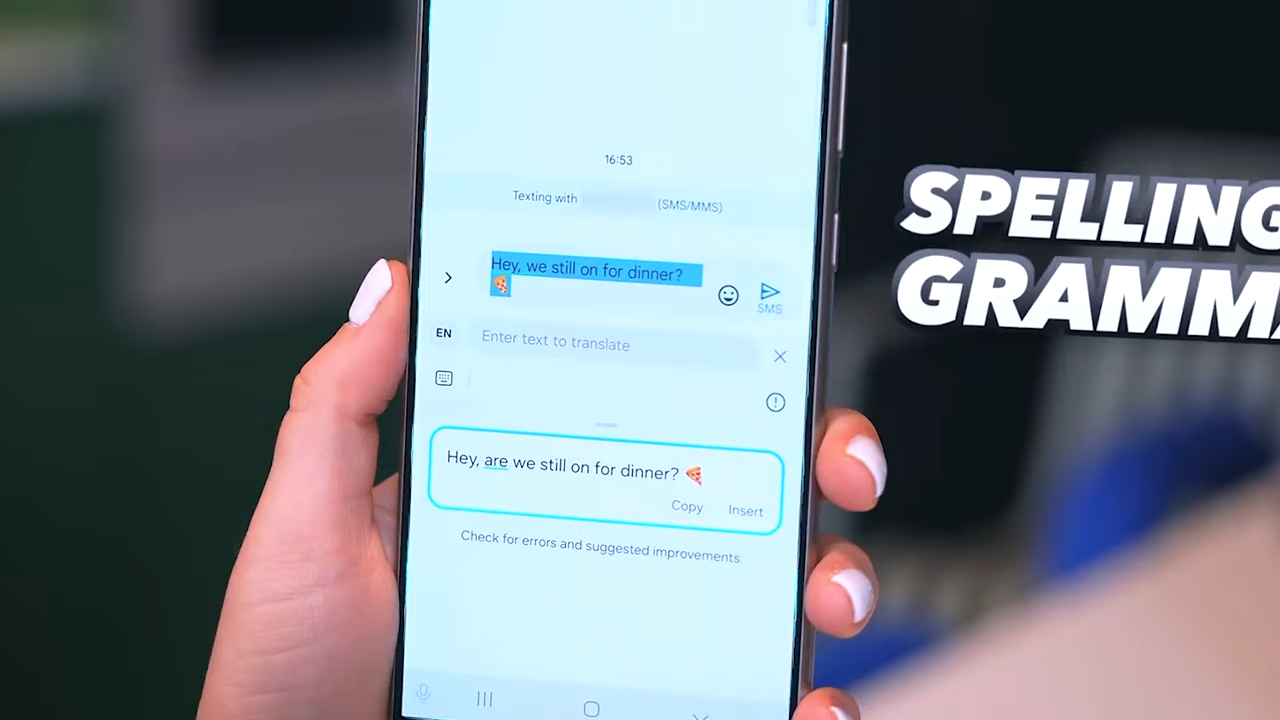 16:53
Texting with (SMS/MMS)
Hey, we still on for dinner?
🍕
SMS
EN
Enter text to translate
Hey, are we still on for dinner? 🍕
Copy Insert
Check for errors and suggested improvements.
SPELLING